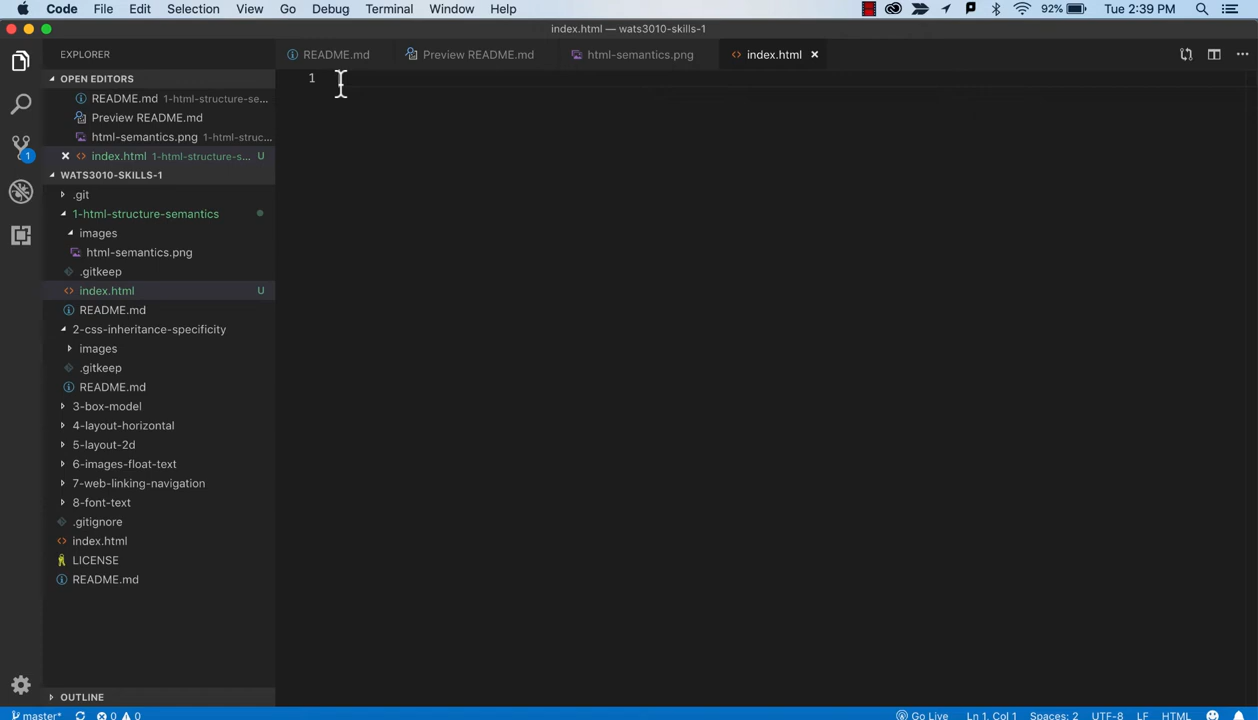 Code File Edit Selection View Go Debug Terminal Window Help 92% Tue 2:39 PM
index.html — wats3010-skills-1
EXPLORER
README.md Preview README.md html-semantics.png index.html
OPEN EDITORS
README.md 1-html-structure-se...
Preview README.md
html-semantics.png 1-html-struc...
index.html 1-html-structure-s... U
WATS3010-SKILLS-1
.git
1-html-structure-semantics
images
html-semantics.png
.gitkeep
index.html U
README.md
2-css-inheritance-specificity
images
.gitkeep
README.md
3-box-model
4-layout-horizontal
5-layout-2d
6-images-float-text
7-web-linking-navigation
8-font-text
.gitignore
index.html
LICENSE
README.md
1
1
OUTLINE
master* 0 0 Go Live Ln 1, Col 1 Spaces: 2 UTF-8 LF HTML